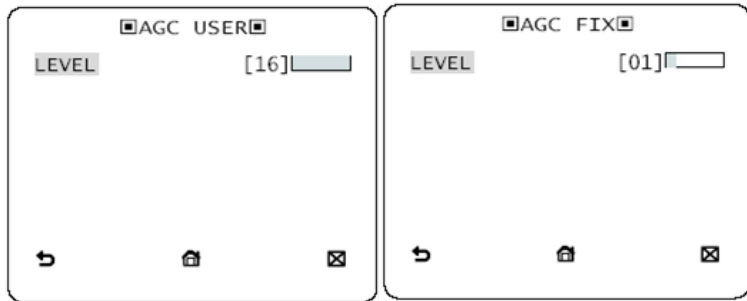 ▣AGC USER▣
LEVEL [16]
▣AGC FIX▣
LEVEL [01]